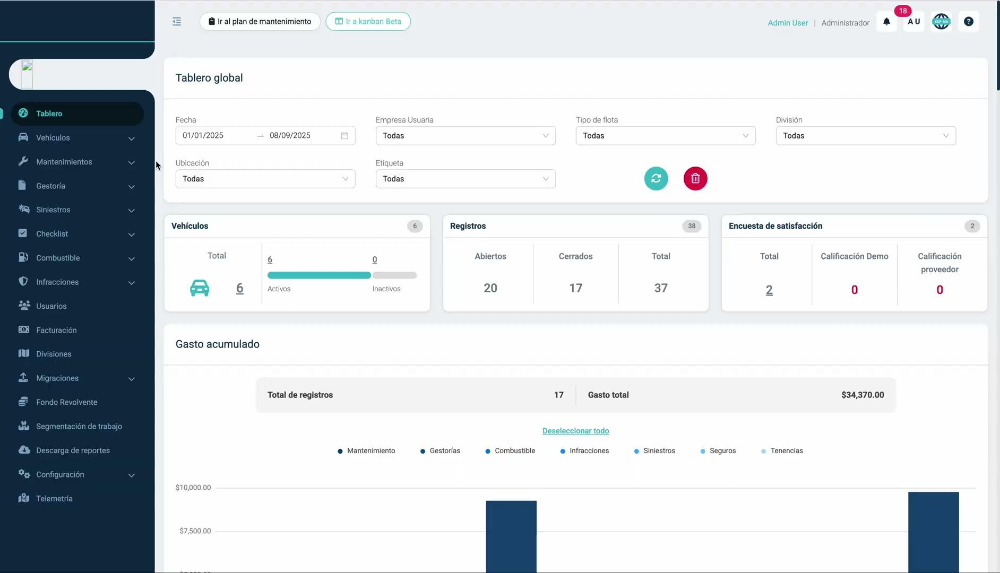 Ir al plan de mantenimiento
Ir a kanban Beta
Admin User | Administrador
18
A U
ESP-MX
Tablero
Vehículos
Mantenimientos
Gestoría
Siniestros
Checklist
Combustible
Infracciones
Usuarios
Facturación
Divisiones
Migraciones
Fondo Revolvente
Segmentación de trabajo
Descarga de reportes
Configuración
Telemetría
Tablero global
Fecha
01/01/2025 → 08/09/2025
Empresa Usuaria
Todas
Tipo de flota
Todas
División
Todas
Ubicación
Todas
Etiqueta
Todas
Vehículos 6
Total
6
6
Activos
0
Inactivos
Registros 38
Abiertos
20
Cerrados
17
Total
37
Encuesta de satisfacción 2
Total
2
Calificación Demo
0
Calificación
proveedor
0
Gasto acumulado
Total de registros 17
Gasto total $34,370.00
Deseleccionar todo
Mantenimiento Gestorías Combustible Infracciones Siniestros Seguros Tenencias
$10,000.00
$7,500.00